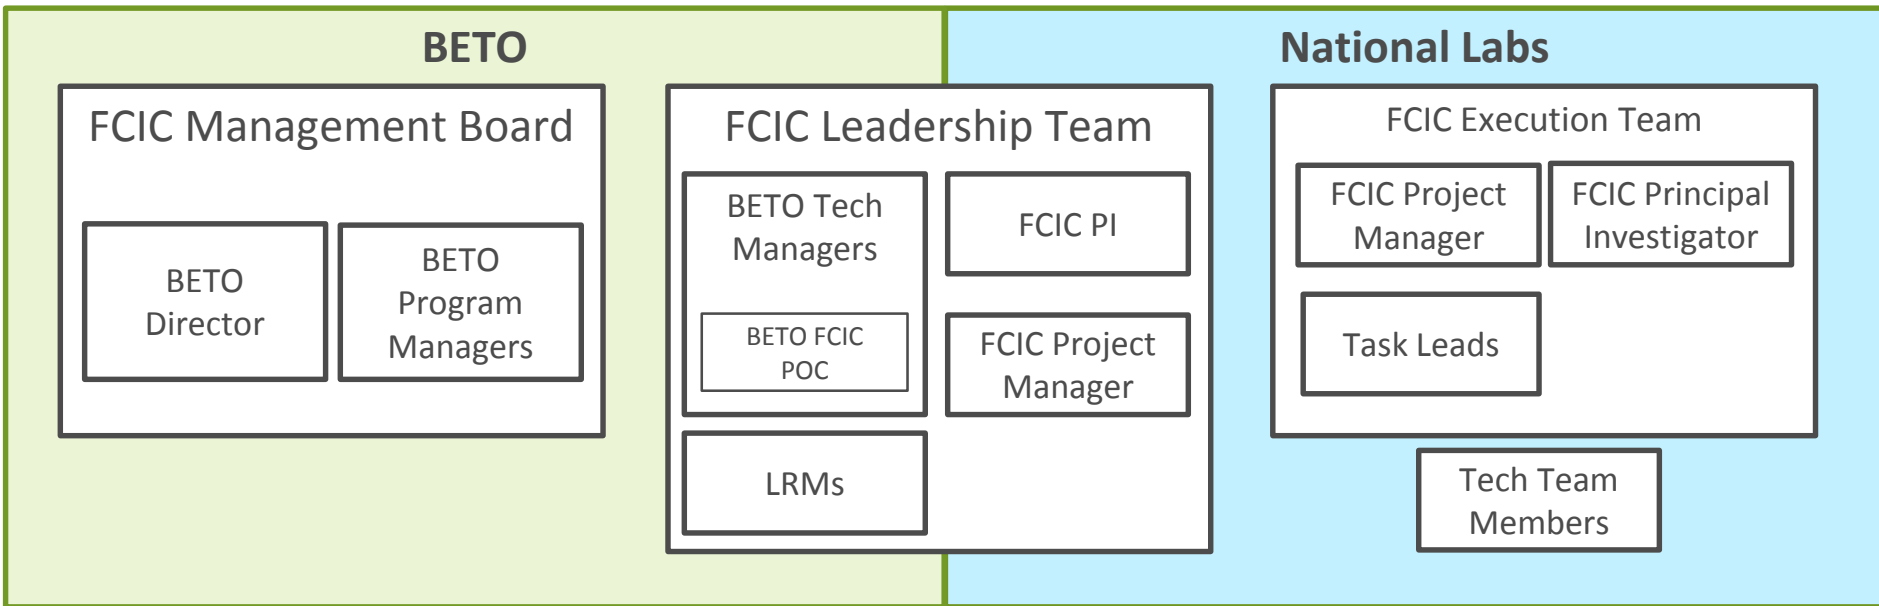 BETO
FCIC Management Board
BETO
Director
BETO
Program
Managers
FCIC Leadership Team
BETO Tech
Managers
BETO FCIC
POC
FCIC PI
FCIC Project
Manager
LRMs
National Labs
FCIC Execution Team
FCIC Project
Manager
FCIC Principal
Investigator
Task Leads
Tech Team
Members